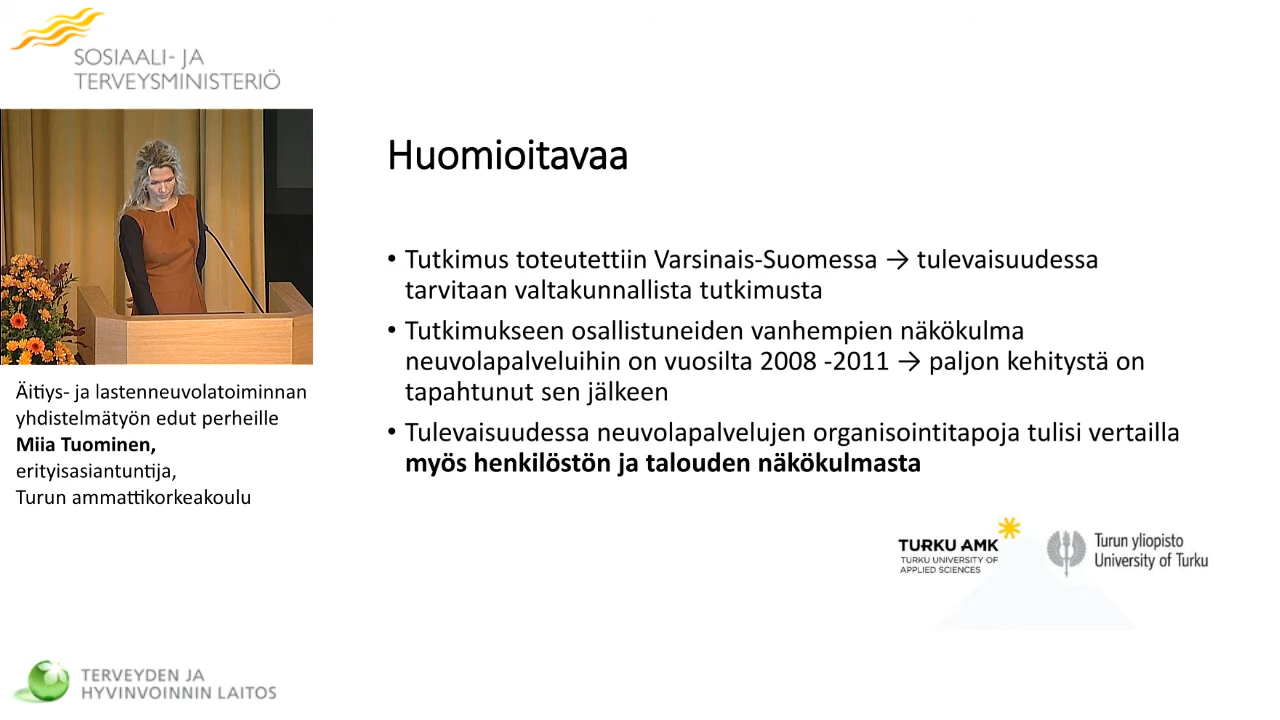 SOSIAALI- JA
TERVEYSMINISTERIÖ
Huomioitavaa
• Tutkimus toteutettiin Varsinais-Suomessa → tulevaisuudessa
tarvitaan valtakunnallista tutkimusta
• Tutkimukseen osallistuneiden vanhempien näkökulma
neuvolapalveluihin on vuosilta 2008 -2011 → paljon kehitystä on
tapahtunut sen jälkeen
• Tulevaisuudessa neuvolapalvelujen organisointitapoja tulisi vertailla
myös henkilöstön ja talouden näkökulmasta
Äitiys- ja lastenneuvolatoiminnan
yhdistelmätyön edut perheille
Miia Tuominen,
erityisasiantuntija,
Turun ammattikorkeakoulu
TURKU AMK
TURKU UNIVERSITY OF
APPLIED SCIENCES
Turun yliopisto
University of Turku
TERVEYDEN JA
HYVINVOINNIN LAITOS